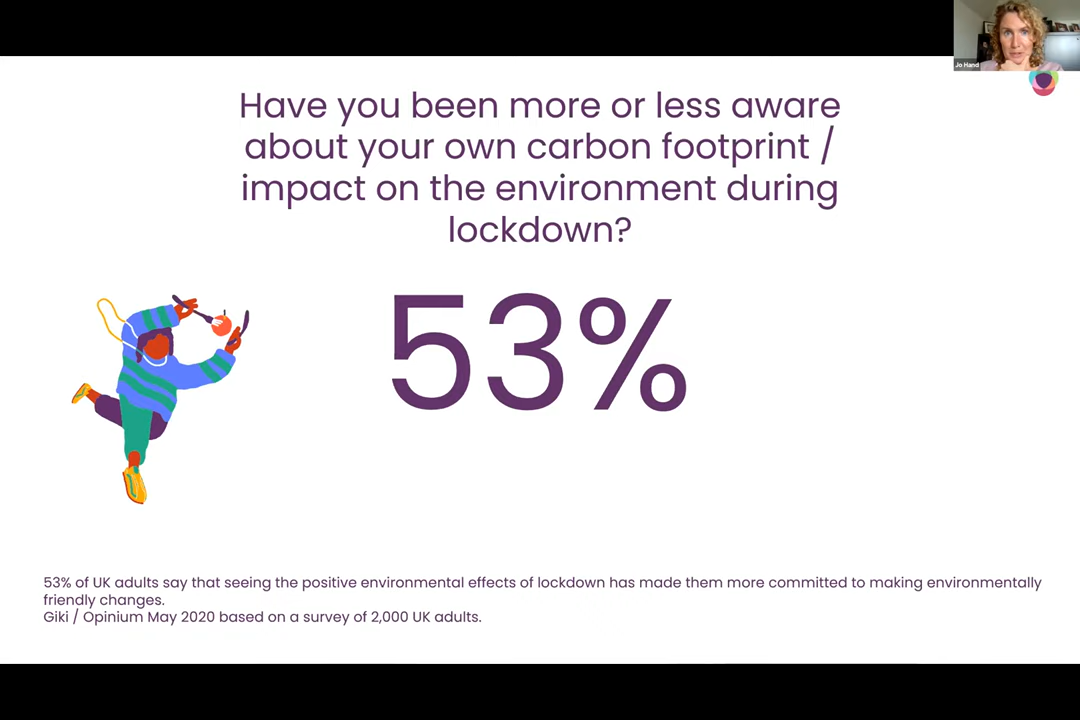 Jo Hand
Have you been more or less aware
about your own carbon footprint /
impact on the environment during
lockdown?
53%
53% of UK adults say that seeing the positive environmental effects of lockdown has made them more committed to making environmentally
friendly changes.
Giki / Opinium May 2020 based on a survey of 2,000 UK adults.